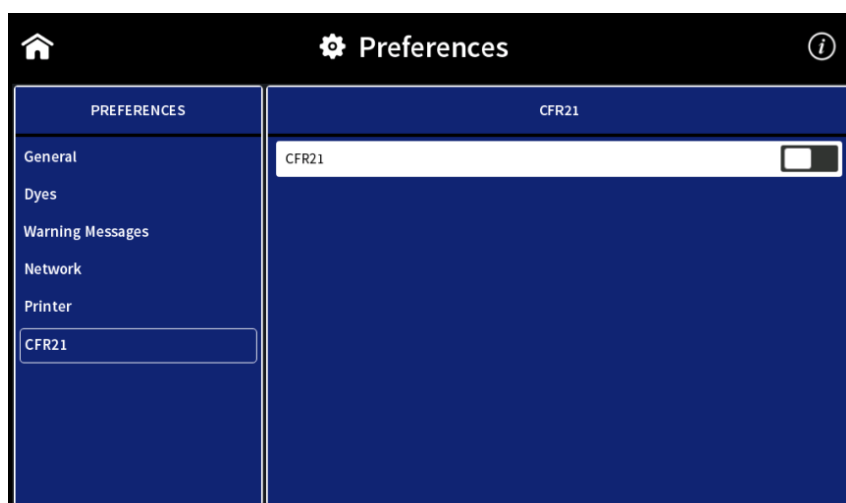 Preferences
i
PREFERENCES
General
Dyes
Warning Messages
Network
Printer
CFR21
CFR21
CFR21